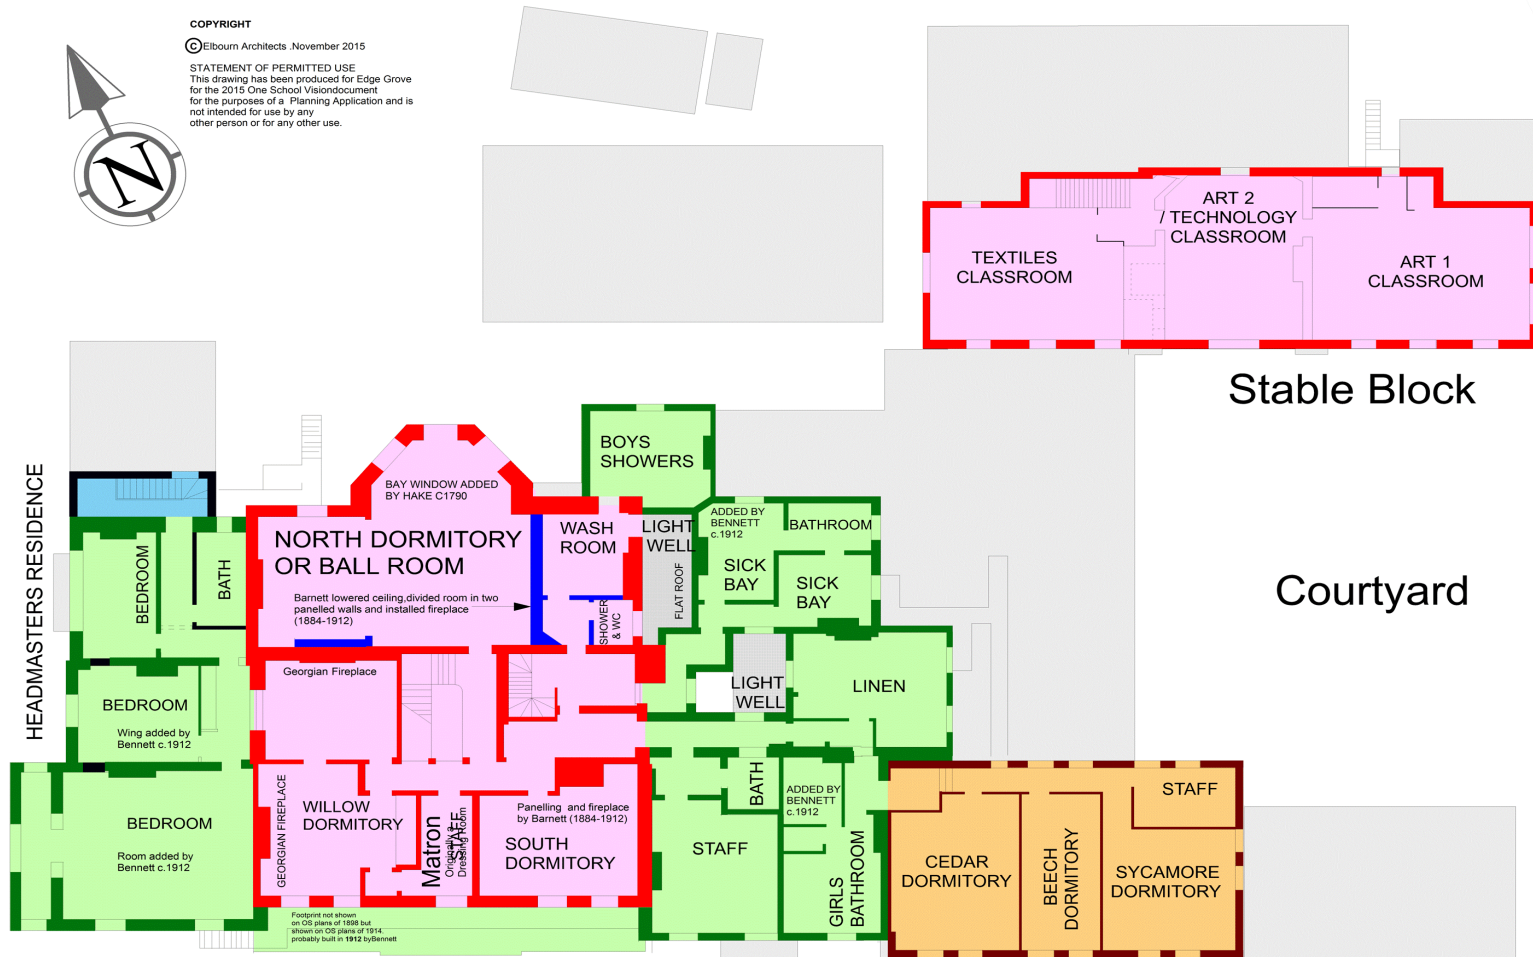 COPYRIGHT
C Elbourn Architects .November 2015
STATEMENT OF PERMITTED USE
This drawing has been produced for Edge Grove
for the 2015 One School Visiondocument
for the purposes of a Planning Application and is
not intended for use by any
other person or for any other use.
N
TEXTILES
CLASSROOM
ART 2
/ TECHNOLOGY
CLASSROOM
ART 1
CLASSROOM
Stable Block
Courtyard
HEADMASTERS RESIDENCE
BOYS
SHOWERS
BAY WINDOW ADDED
BY HAKE C1790
NORTH DORMITORY
OR BALL ROOM
Barnett lowered ceiling,divided room in two
panelled walls and installed fireplace
(1884-1912)
WASH
ROOM
SHOWER
& WC
LIGHT
WELL
FLAT ROOF
ADDED BY
BENNETT
c.1912
SICK
BAY
BATHROOM
SICK
BAY
BEDROOM
BATH
BEDROOM
Wing added by
Bennett c.1912
Georgian Fireplace
LIGHT
WELL
LINEN
BEDROOM
Room added by
Bennett c.1912
GEORGIAN FIREPLACE
WILLOW
DORMITORY
Matron
STAFF
Originally a
Dressing Room
Panelling and fireplace
by Barnett (1884-1912)
SOUTH
DORMITORY
BATH
STAFF
ADDED BY
BENNETT
c.1912
GIRLS
BATHROOM
CEDAR
DORMITORY
BEECH
DORMITORY
STAFF
SYCAMORE
DORMITORY
Footprint not shown
on OS plans of 1898 but
shown on OS plans of 1914.
probably built in 1912 byBennett